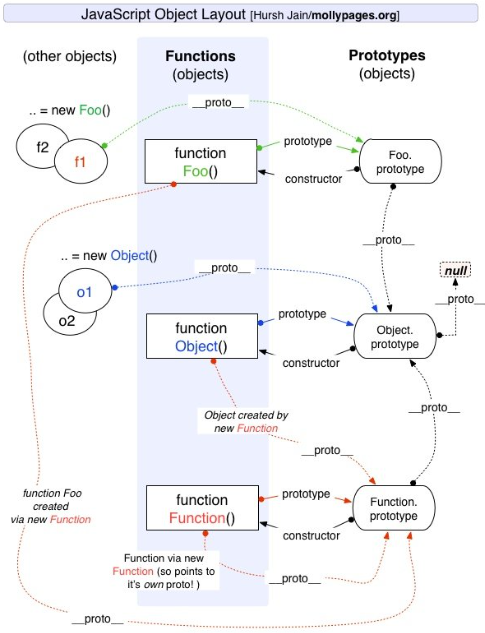 JavaScript Object Layout [Hursh Jain/mollypages.org]
(other objects)
Functions
(objects)
Prototypes
(objects)
.. = new Foo()
f2
f1
__proto__
function
Foo()
prototype
constructor
Foo.
prototype
__proto__
null
__proto__
.. = new Object()
o1
o2
__proto__
function
Object()
prototype
constructor
Object.
prototype
Object created by
new Function
__proto__
__proto__
function Foo
created
via new Function
function
Function()
prototype
constructor
Function.
prototype
Function via new
Function (so points to
it's own proto! )
__proto__
__proto__